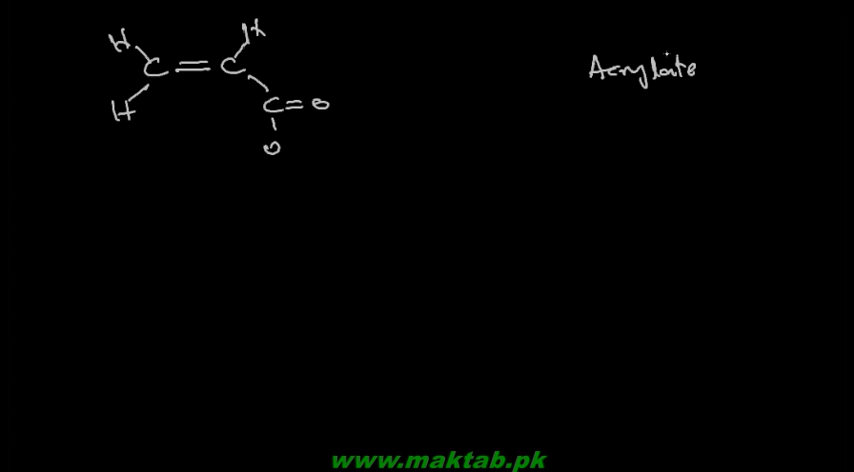 H H
C = C
H
C = O
O
Acrylate
www.maktab.pk